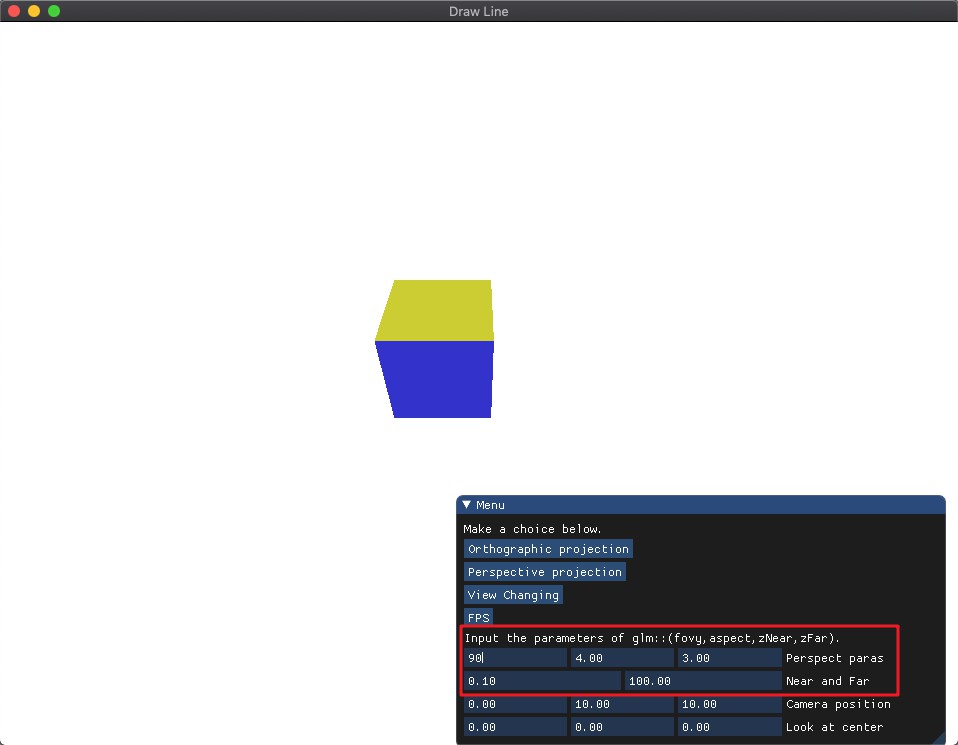 Draw Line
▼ Menu
Make a choice below.
Orthographic projection
Perspective projection
View Changing
FPS
Input the parameters of glm::(fovy,aspect,zNear,zFar).
90 4.00 3.00 Perspect paras
0.10 100.00 Near and Far
0.00 10.00 10.00 Camera position
0.00 0.00 0.00 Look at center